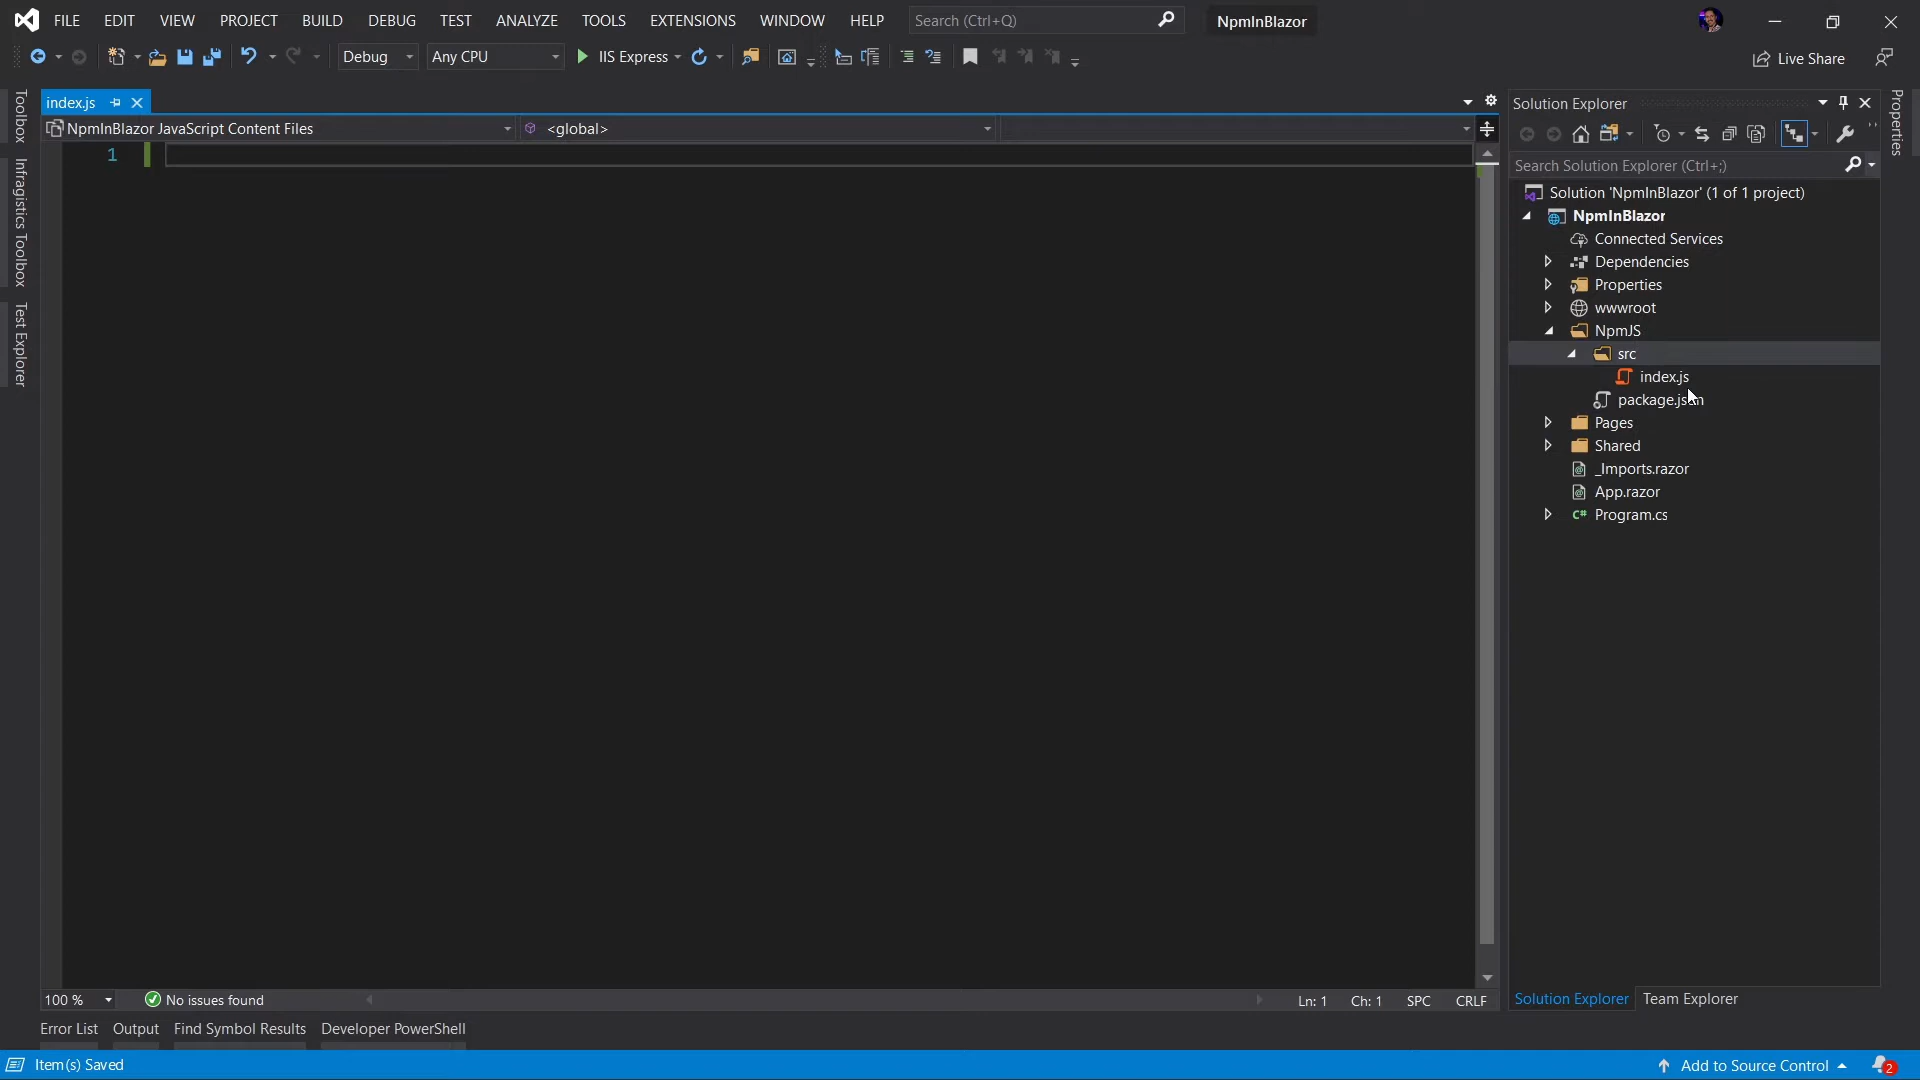 FILE EDIT VIEW PROJECT BUILD DEBUG TEST ANALYZE TOOLS EXTENSIONS WINDOW HELP Search (Ctrl+Q) NpmInBlazor
Debug Any CPU IIS Express Live Share
Toolbox
Infragistics Toolbox
Test Explorer
index.js
NpmInBlazor JavaScript Content Files <global>
1
Solution Explorer
Search Solution Explorer (Ctrl+;)
Solution 'NpmInBlazor' (1 of 1 project)
NpmInBlazor
Connected Services
Dependencies
Properties
wwwroot
NpmJS
src
index.js
package.json
Pages
Shared
_Imports.razor
App.razor
C# Program.cs
Properties
100 % No issues found Ln: 1 Ch: 1 SPC CRLF
Solution Explorer Team Explorer
Error List Output Find Symbol Results Developer PowerShell
Item(s) Saved Add to Source Control 2